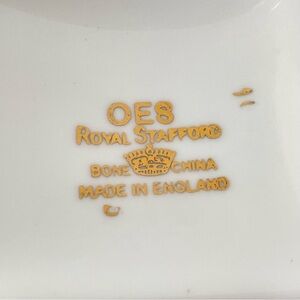 OE8
ROYAL STAFFORD
BONE CHINA
MADE IN ENGLAND